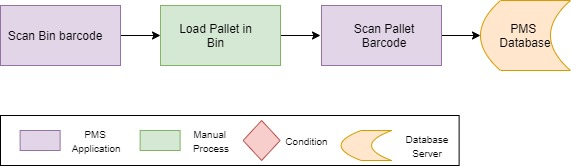 Scan Bin barcode
Load Pallet in
Bin
Scan Pallet
Barcode
PMS
Database
PMS
Application
Manual
Process
Condition
Database
Server